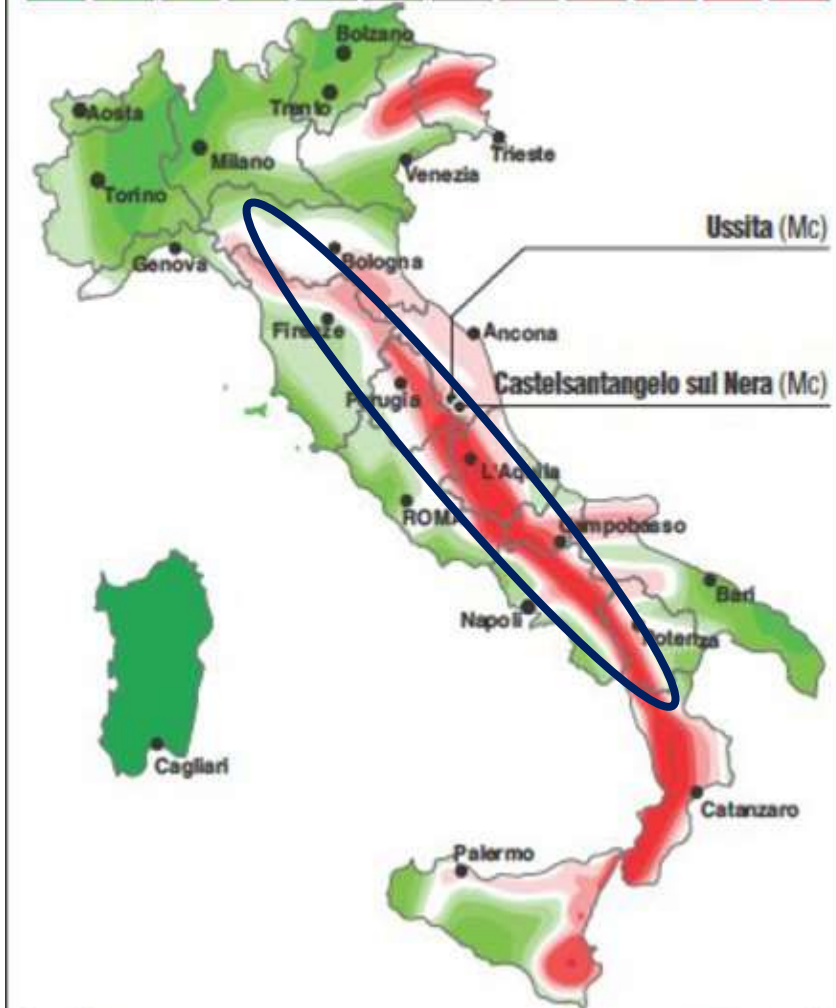 Bolzano
Aosta
Trento
Trieste
Milano
Venezia
Torino
Ussita (Mc)
Genova
Bologna
Firenze
Ancona
Castelsantangelo sul Nera (Mc)
Perugia
L'Aquila
ROMA
Campobasso
Bari
Napoli
Potenza
Cagliari
Catanzaro
Palermo